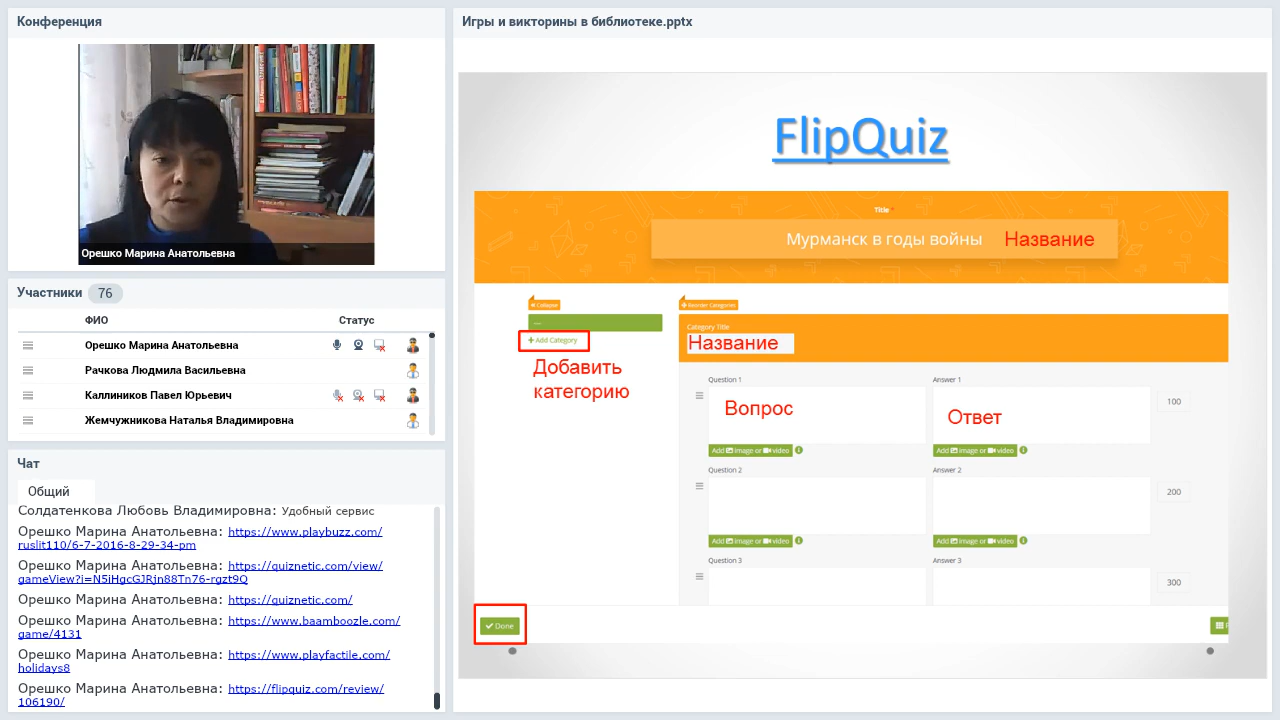 Конференция
Орешко Марина Анатольевна
Участники 76
ФИО Статус
Орешко Марина Анатольевна
Рачкова Людмила Васильевна
Каллиников Павел Юрьевич
Жемчужникова Наталья Владимировна
Чат
Общий
Солдатенкова Любовь Владимировна: Удобный сервис
Орешко Марина Анатольевна: https://www.playbuzz.com/
ruslit110/6-7-2016-8-29-34-pm
Орешко Марина Анатольевна: https://quiznetic.com/view/
gameView?i=N5iHgcGJRjn88Tn76-rgzt9Q
Орешко Марина Анатольевна: https://quiznetic.com/
Орешко Марина Анатольевна: https://www.baamboozle.com/
game/4131
Орешко Марина Анатольевна: https://www.playfactile.com/
holidays8
Орешко Марина Анатольевна: https://flipquiz.com/review/
106190/
Игры и викторины в библиотеке.pptx
FlipQuiz
Title
Мурманск в годы войны Название
Collapse
Reorder Categories
Add Category
Добавить
категорию
Category Title
Название
Question 1 Answer 1
Вопрос Ответ 100
Add image or video Add image or video
Question 2 Answer 2
200
Add image or video Add image or video
Question 3 Answer 3
300
Done